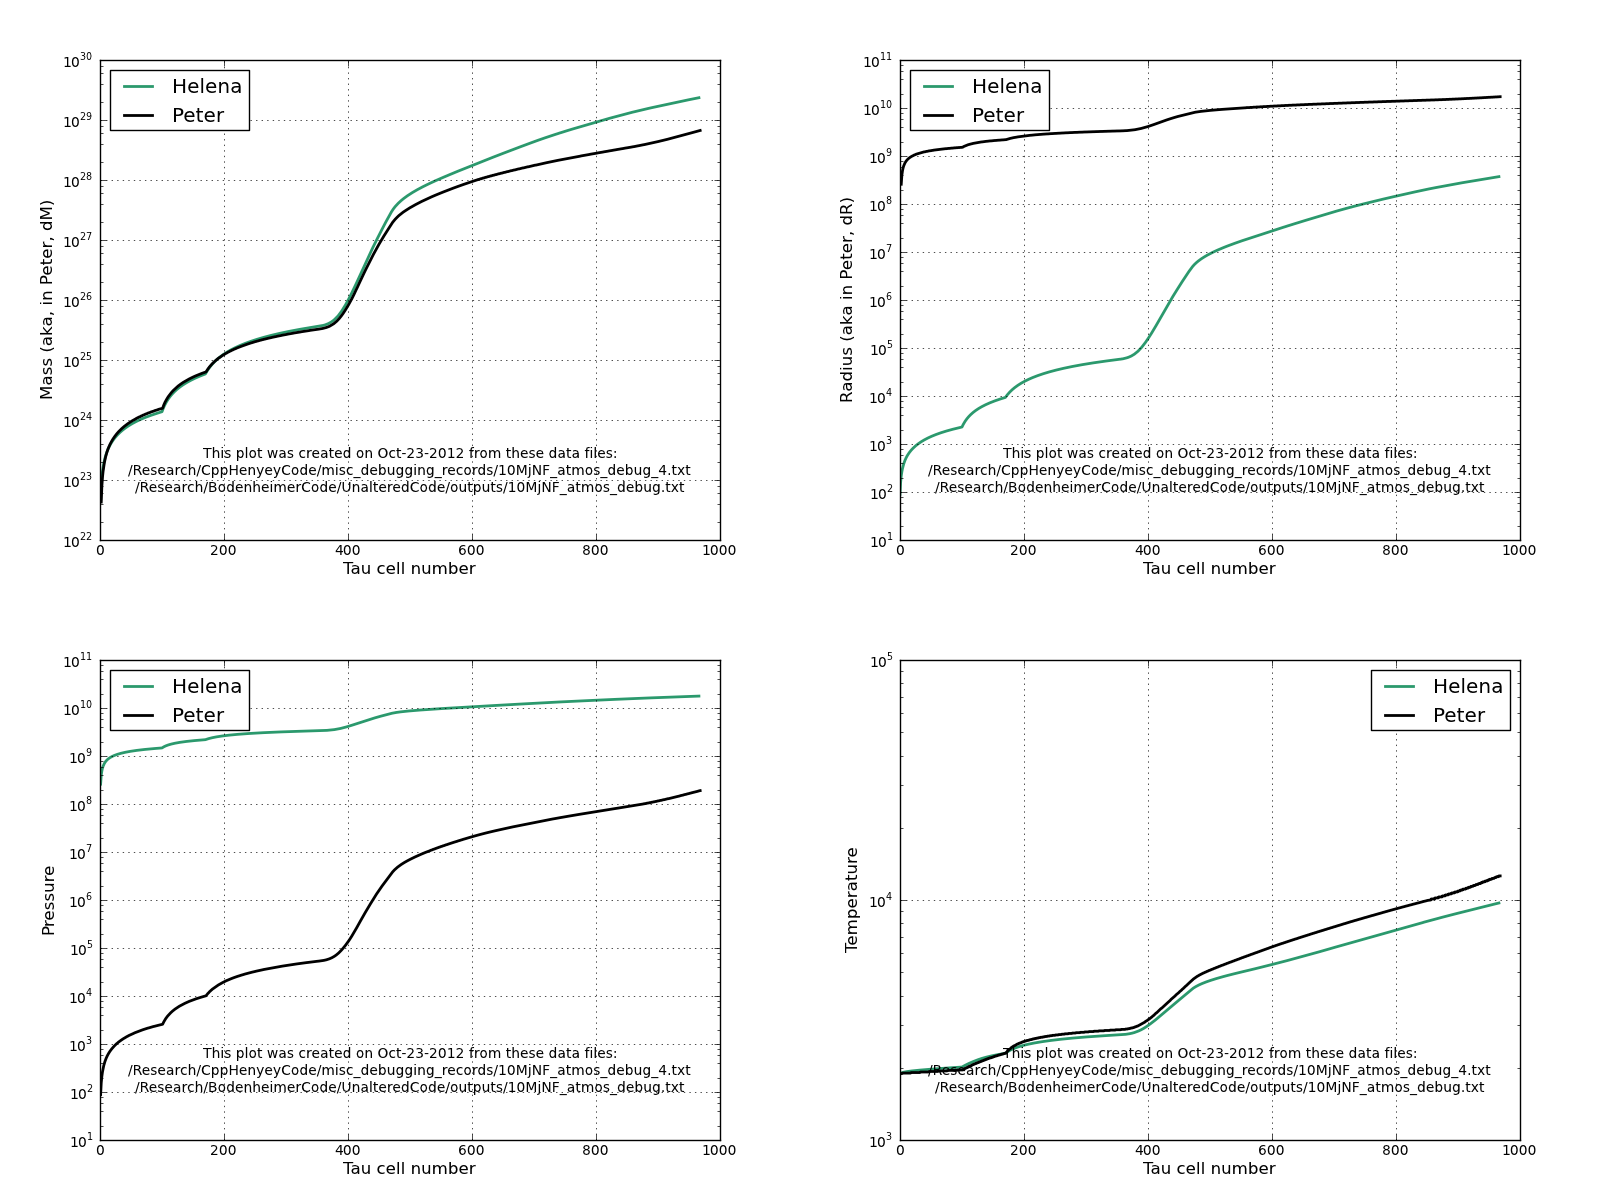 Helena
Peter
10^30
10^29
10^28
10^27
10^26
10^25
10^24
10^23
10^22
Mass (aka, in Peter, dM)
This plot was created on Oct-23-2012 from these data files:
/Research/CppHenyeyCode/misc_debugging_records/10MjNF_atmos_debug_4.txt
/Research/BodenheimerCode/UnalteredCode/outputs/10MjNF_atmos_debug.txt
0 200 400 600 800 1000
Tau cell number
Helena
Peter
10^11
10^10
10^9
10^8
10^7
10^6
10^5
10^4
10^3
10^2
10^1
Radius (aka in Peter, dR)
This plot was created on Oct-23-2012 from these data files:
/Research/CppHenyeyCode/misc_debugging_records/10MjNF_atmos_debug_4.txt
/Research/BodenheimerCode/UnalteredCode/outputs/10MjNF_atmos_debug.txt
0 200 400 600 800 1000
Tau cell number
Helena
Peter
10^11
10^10
10^9
10^8
10^7
10^6
10^5
10^4
10^3
10^2
10^1
Pressure
This plot was created on Oct-23-2012 from these data files:
/Research/CppHenyeyCode/misc_debugging_records/10MjNF_atmos_debug_4.txt
/Research/BodenheimerCode/UnalteredCode/outputs/10MjNF_atmos_debug.txt
0 200 400 600 800 1000
Tau cell number
Helena
Peter
10^5
10^4
10^3
Temperature
This plot was created on Oct-23-2012 from these data files:
/Research/CppHenyeyCode/misc_debugging_records/10MjNF_atmos_debug_4.txt
/Research/BodenheimerCode/UnalteredCode/outputs/10MjNF_atmos_debug.txt
0 200 400 600 800 1000
Tau cell number